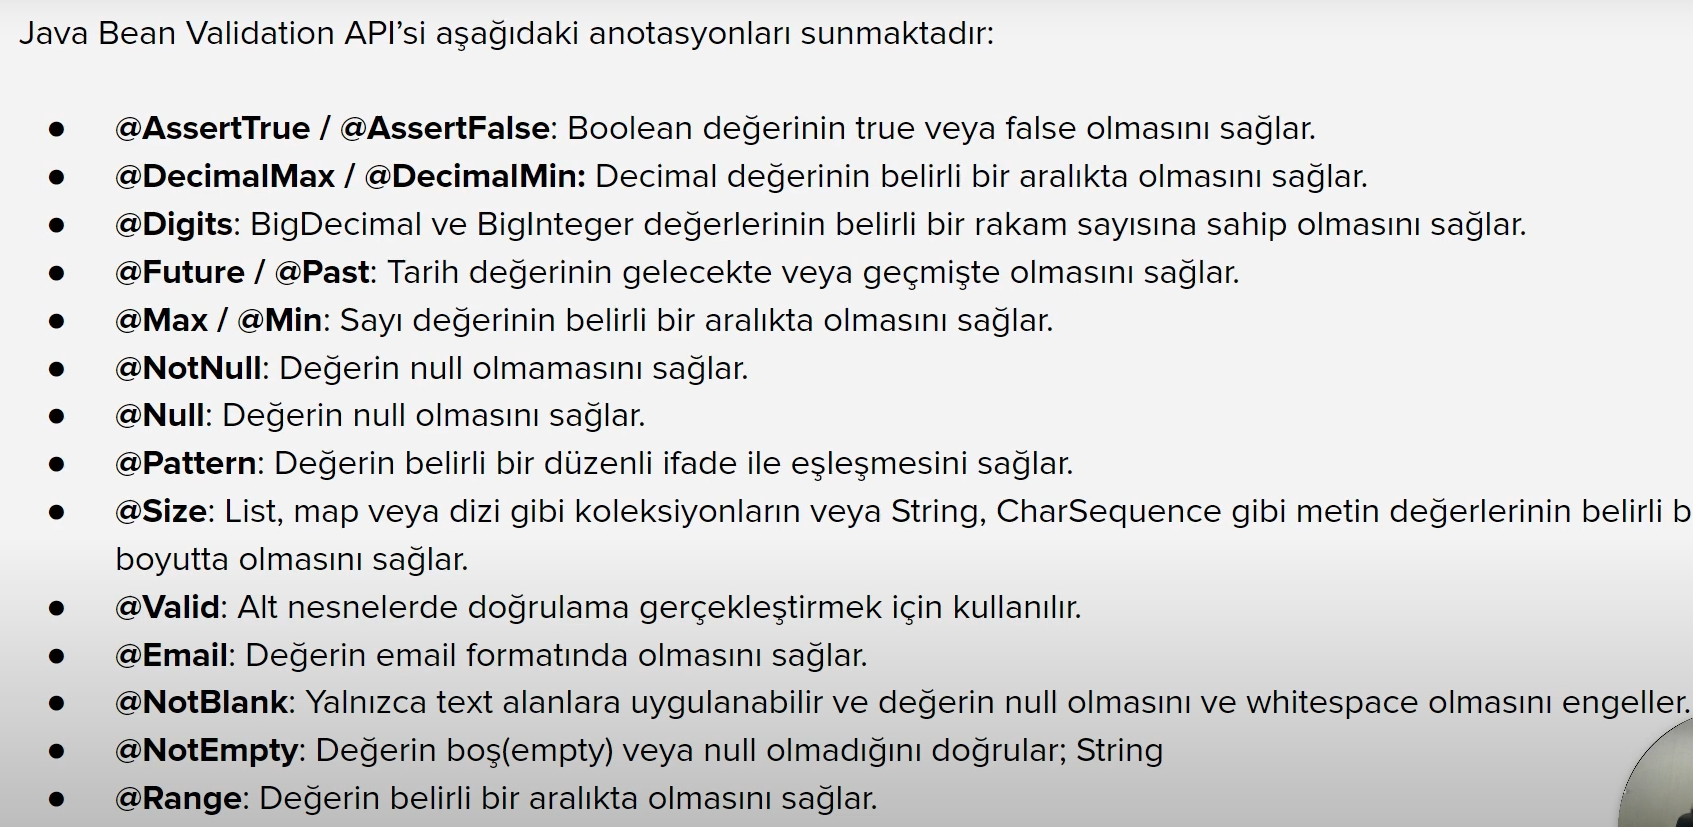 Java Bean Validation API’si aşağıdaki anotasyonları sunmaktadır:
● @AssertTrue / @AssertFalse: Boolean değerinin true veya false olmasını sağlar.
● @DecimalMax / @DecimalMin: Decimal değerinin belirli bir aralıkta olmasını sağlar.
● @Digits: BigDecimal ve BigInteger değerlerinin belirli bir rakam sayısına sahip olmasını sağlar.
● @Future / @Past: Tarih değerinin gelecekte veya geçmişte olmasını sağlar.
● @Max / @Min: Sayı değerinin belirli bir aralıkta olmasını sağlar.
● @NotNull: Değerin null olmamasını sağlar.
● @Null: Değerin null olmasını sağlar.
● @Pattern: Değerin belirli bir düzenli ifade ile eşleşmesini sağlar.
● @Size: List, map veya dizi gibi koleksiyonların veya String, CharSequence gibi metin değerlerinin belirli
boyutta olmasını sağlar.
● @Valid: Alt nesnelerde doğrulama gerçekleştirmek için kullanılır.
● @Email: Değerin email formatında olmasını sağlar.
● @NotBlank: Yalnızca text alanlara uygulanabilir ve değerin null olmasını ve whitespace olmasını engeller.
● @NotEmpty: Değerin boş(empty) veya null olmadığını doğrular; String
● @Range: Değerin belirli bir aralıkta olmasını sağlar.